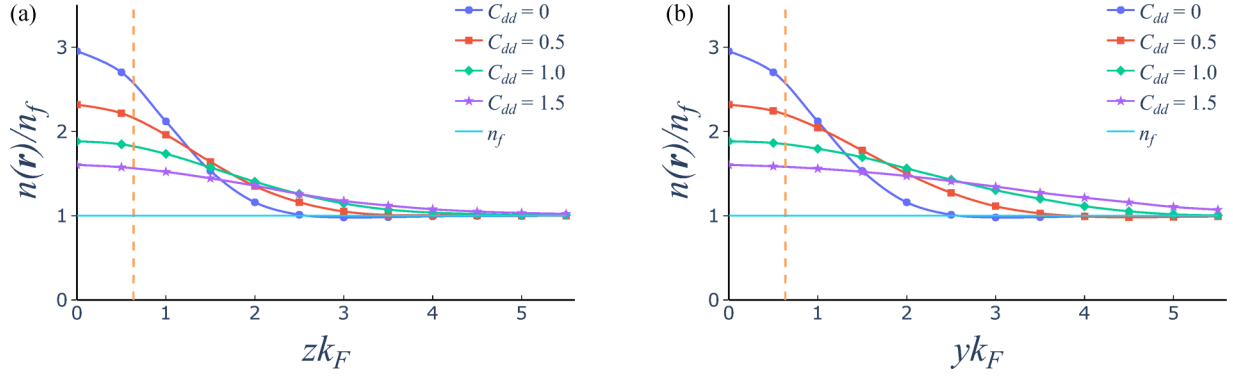 (a)
n(r)/n_f
3
2
1
0
0 1 2 3 4 5
zk_F
C_dd = 0
C_dd = 0.5
C_dd = 1.0
C_dd = 1.5
n_f
(b)
n(r)/n_f
3
2
1
0
0 1 2 3 4 5
yk_F
C_dd = 0
C_dd = 0.5
C_dd = 1.0
C_dd = 1.5
n_f